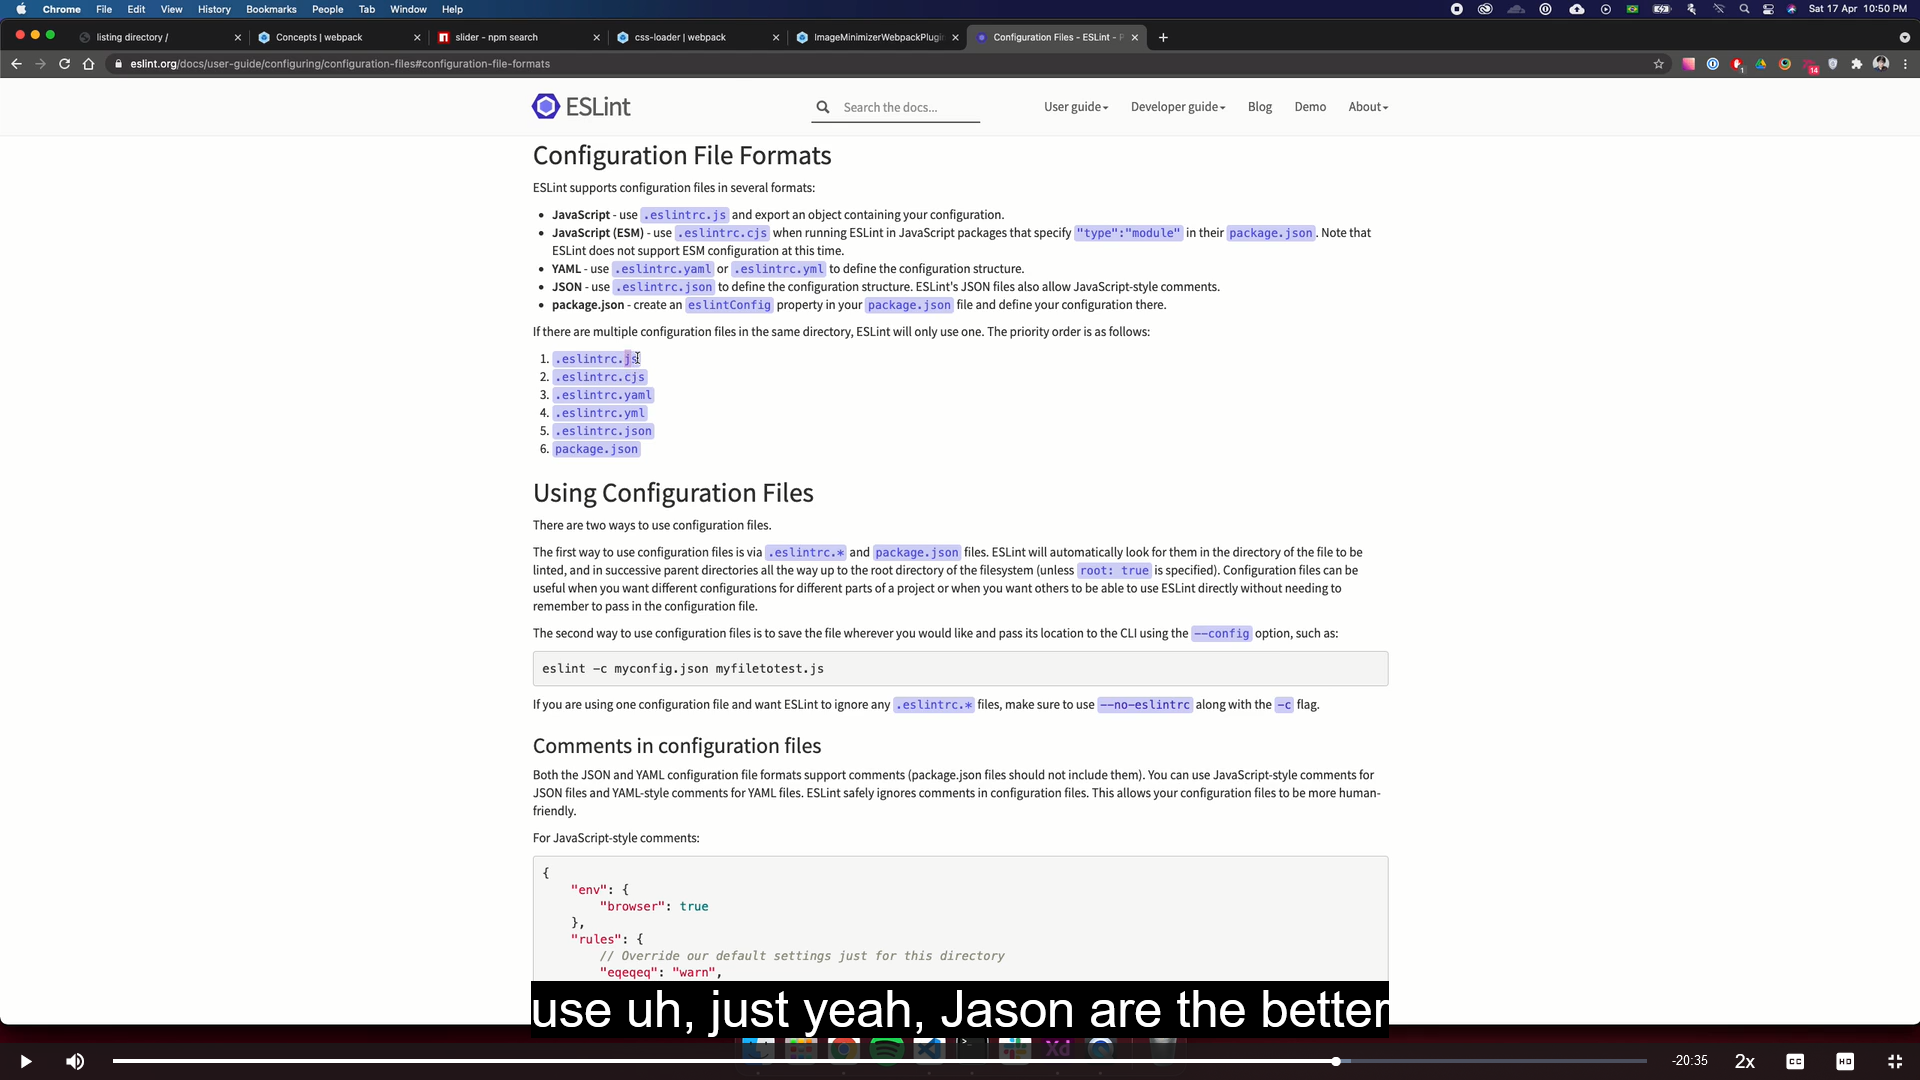 Chrome File Edit View History Bookmarks People Tab Window Help Sat 17 Apr 10:50 PM
listing directory / Concepts | webpack slider - npm search css-loader | webpack ImageMinimizerWebpackPlugi Configuration Files - ESLint - P
eslint.org/docs/user-guide/configuring/configuration-files#configuration-file-formats 1 14
ESLint Search the docs... User guide Developer guide Blog Demo About
Configuration File Formats
ESLint supports configuration files in several formats:
• JavaScript - use .eslintrc.js and export an object containing your configuration.
• JavaScript (ESM) - use .eslintrc.cjs when running ESLint in JavaScript packages that specify "type":"module" in their package.json. Note that
ESLint does not support ESM configuration at this time.
• YAML - use .eslintrc.yaml or .eslintrc.yml to define the configuration structure.
• JSON - use .eslintrc.json to define the configuration structure. ESLint's JSON files also allow JavaScript-style comments.
• package.json - create an eslintConfig property in your package.json file and define your configuration there.
If there are multiple configuration files in the same directory, ESLint will only use one. The priority order is as follows:
1. .eslintrc.js
2. .eslintrc.cjs
3. .eslintrc.yaml
4. .eslintrc.yml
5. .eslintrc.json
6. package.json
Using Configuration Files
There are two ways to use configuration files.
The first way to use configuration files is via .eslintrc.* and package.json files. ESLint will automatically look for them in the directory of the file to be
linted, and in successive parent directories all the way up to the root directory of the filesystem (unless root: true is specified). Configuration files can be
useful when you want different configurations for different parts of a project or when you want others to be able to use ESLint directly without needing to
remember to pass in the configuration file.
The second way to use configuration files is to save the file wherever you would like and pass its location to the CLI using the --config option, such as:
eslint -c myconfig.json myfiletotest.js
If you are using one configuration file and want ESLint to ignore any .eslintrc.* files, make sure to use --no-eslintrc along with the -c flag.
Comments in configuration files
Both the JSON and YAML configuration file formats support comments (package.json files should not include them). You can use JavaScript-style comments for
JSON files and YAML-style comments for YAML files. ESLint safely ignores comments in configuration files. This allows your configuration files to be more human-
friendly.
For JavaScript-style comments:
{
"env": {
"browser": true
},
"rules": {
// Override our default settings just for this directory
"eqeqeq": "warn",
use uh, just yeah, Jason are the better
Xd
-20:35 2x CC HD